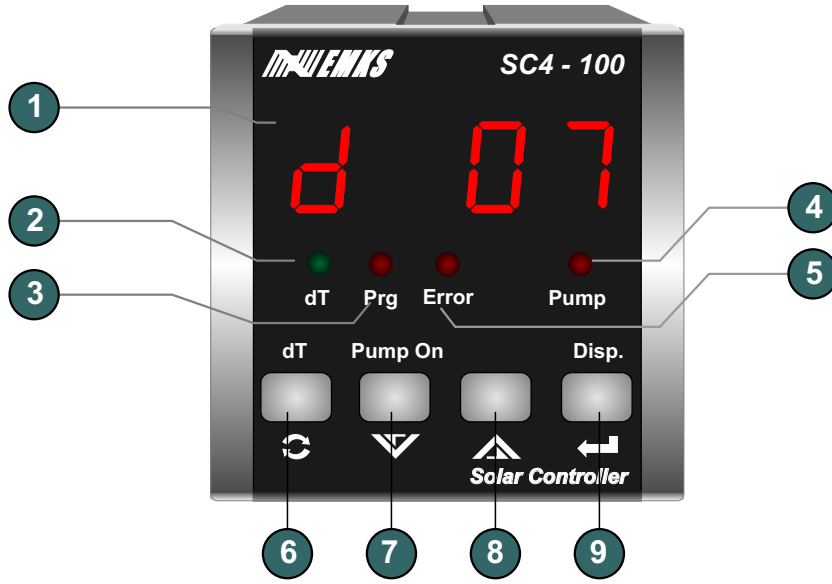 EMKS SC4 - 100
1
d 07
2
4
dT Prg Error Pump
3
5
dT Pump On Disp.
Solar Controller
6 7 8 9